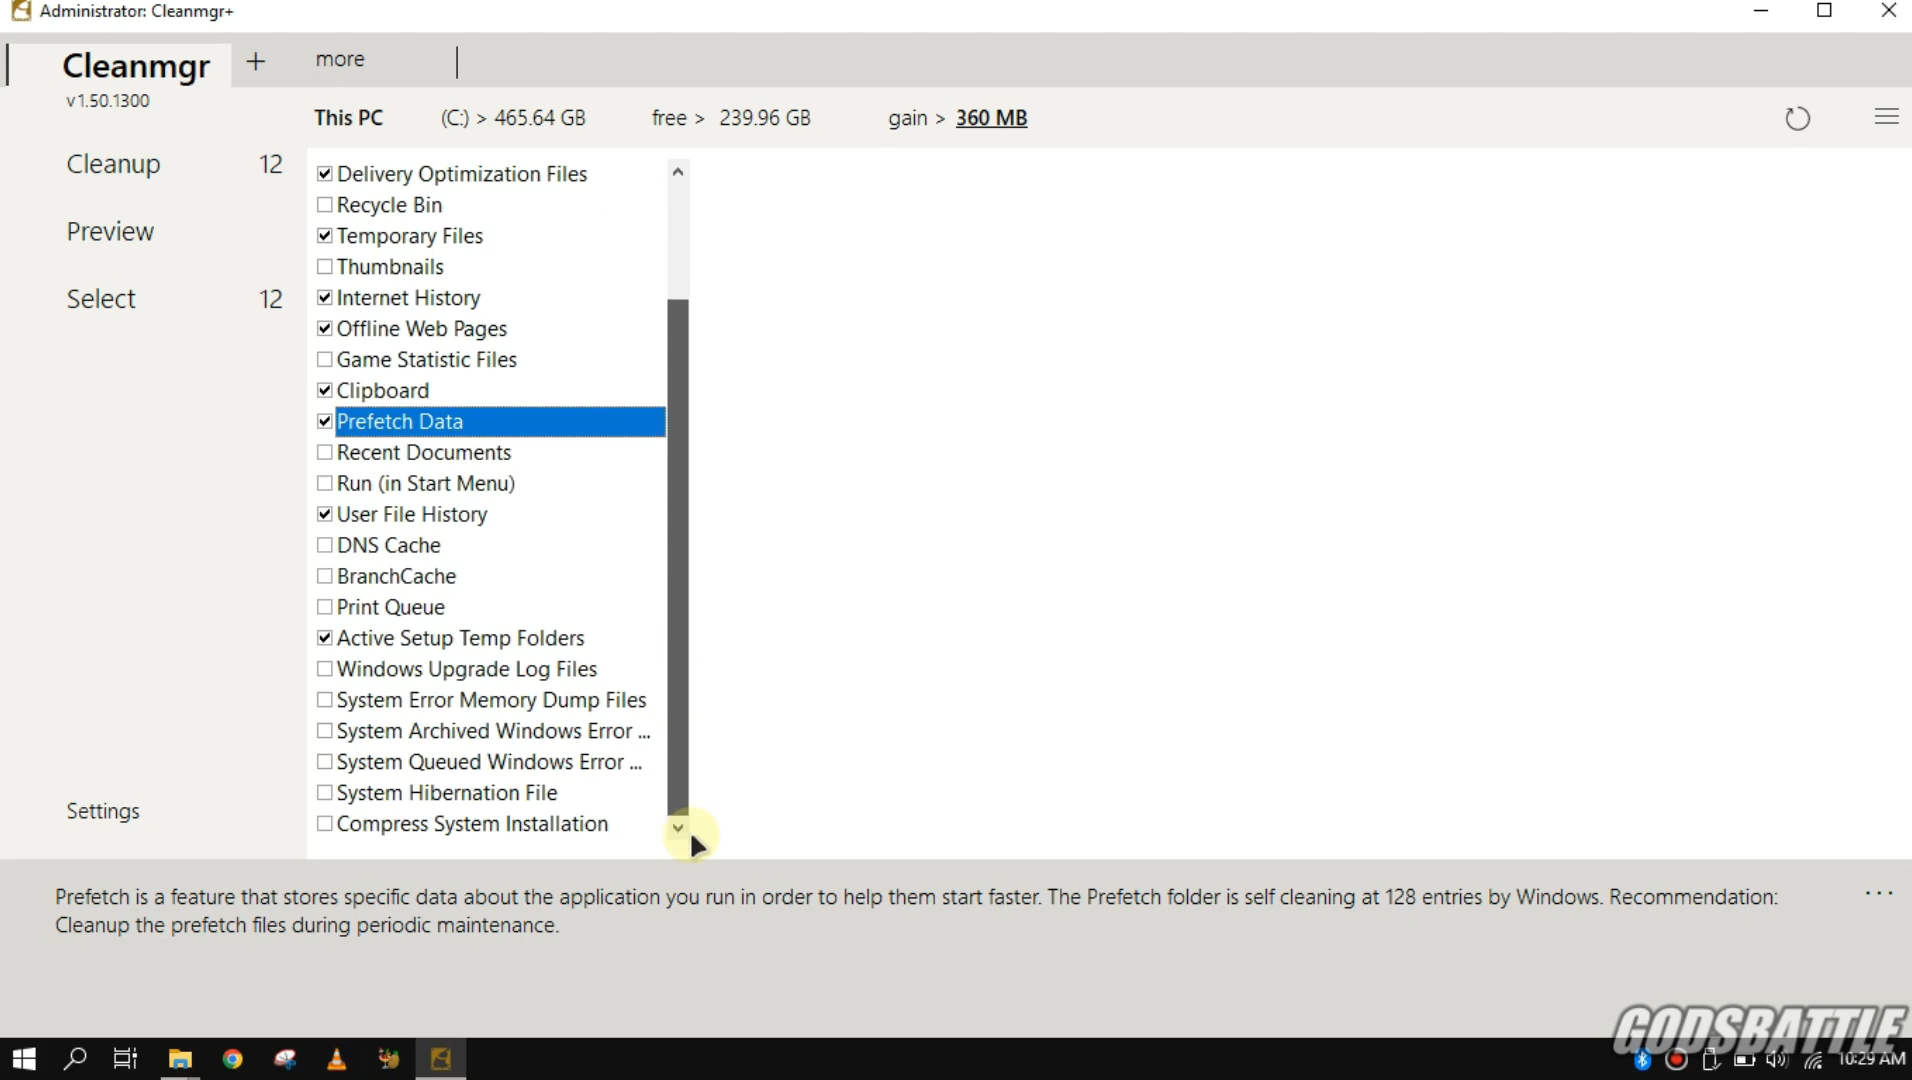 Administrator: Cleanmgr+
Cleanmgr
+
more
v1.50.1300
This PC (C:) > 465.64 GB free > 239.96 GB gain > 360 MB
Cleanup 12
Preview
Select 12
Settings
Delivery Optimization Files
Recycle Bin
Temporary Files
Thumbnails
Internet History
Offline Web Pages
Game Statistic Files
Clipboard
Prefetch Data
Recent Documents
Run (in Start Menu)
User File History
DNS Cache
BranchCache
Print Queue
Active Setup Temp Folders
Windows Upgrade Log Files
System Error Memory Dump Files
System Archived Windows Error ...
System Queued Windows Error ...
System Hibernation File
Compress System Installation
Prefetch is a feature that stores specific data about the application you run in order to help them start faster. The Prefetch folder is self cleaning at 128 entries by Windows. Recommendation:
Cleanup the prefetch files during periodic maintenance.
...
GODSBATTLE
10:29 AM